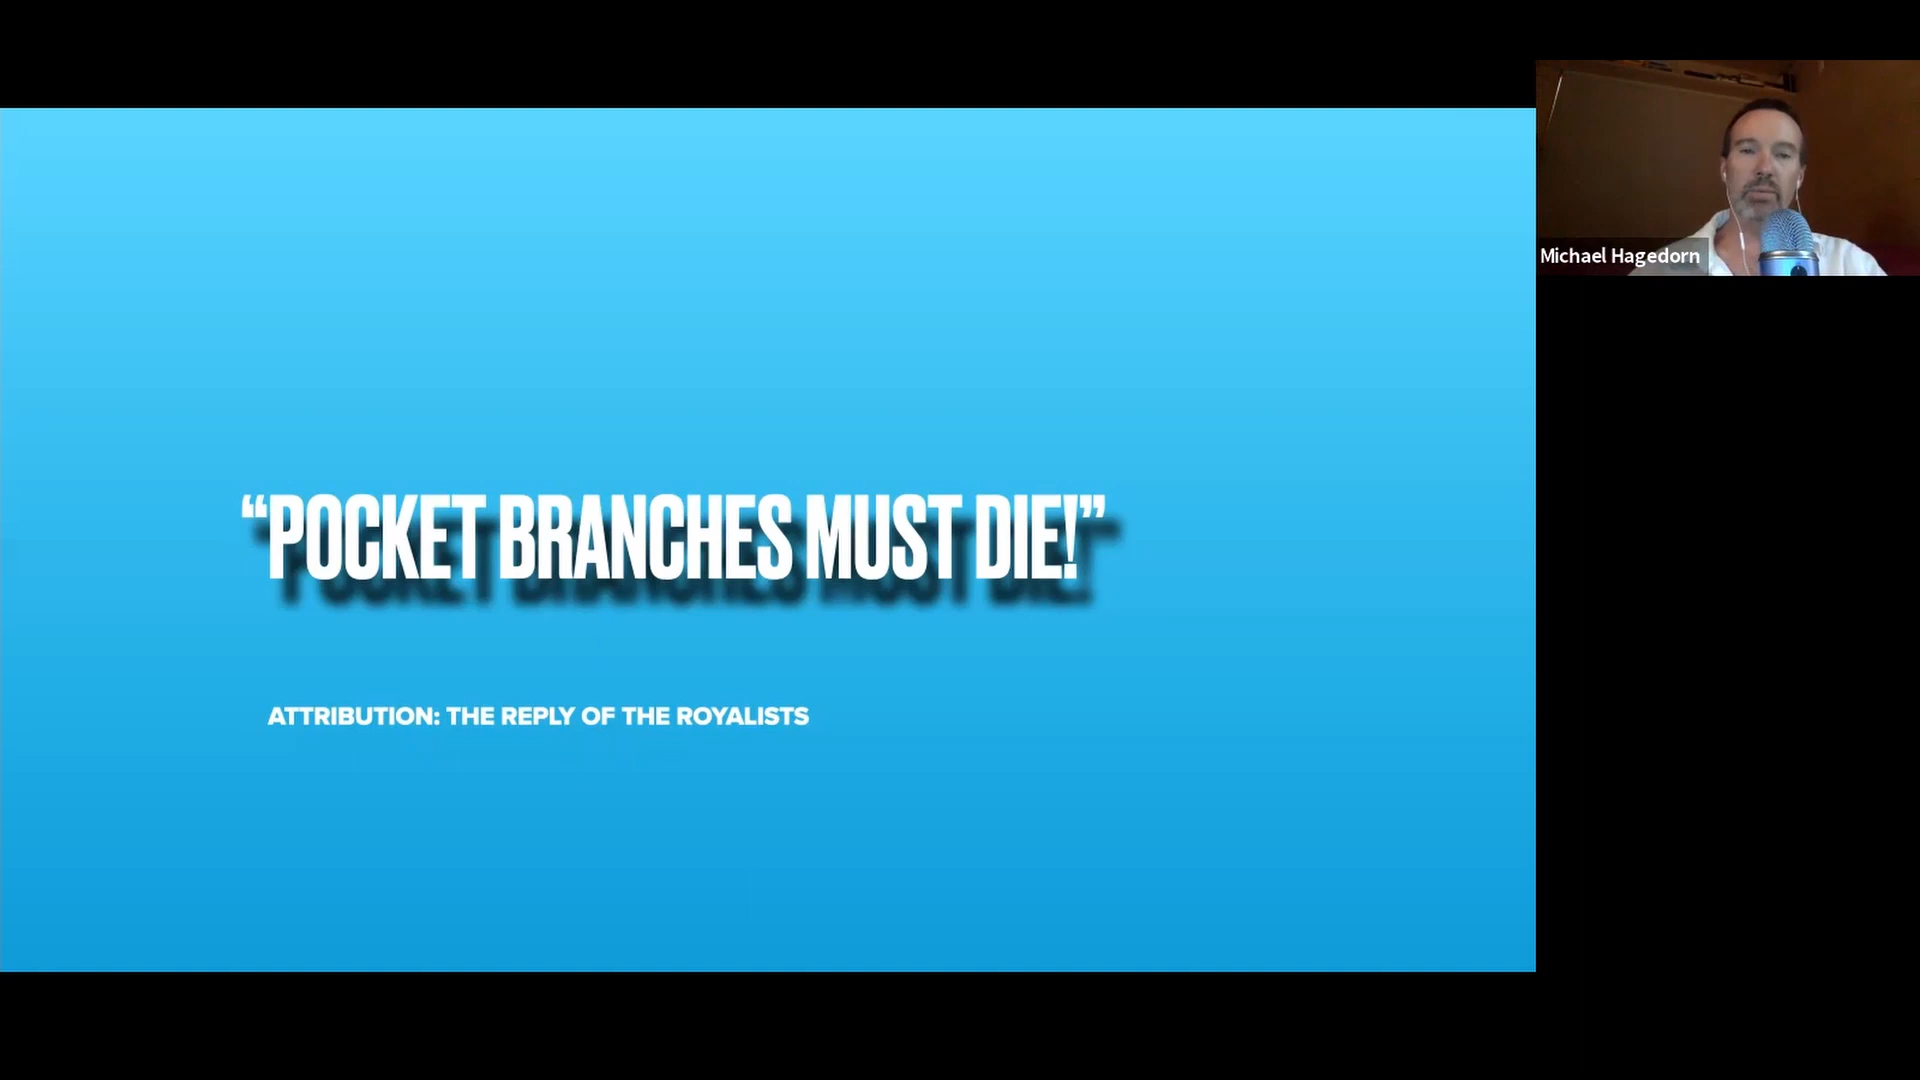 “POCKET BRANCHES MUST DIE!”
ATTRIBUTION: THE REPLY OF THE ROYALISTS
Michael Hagedorn